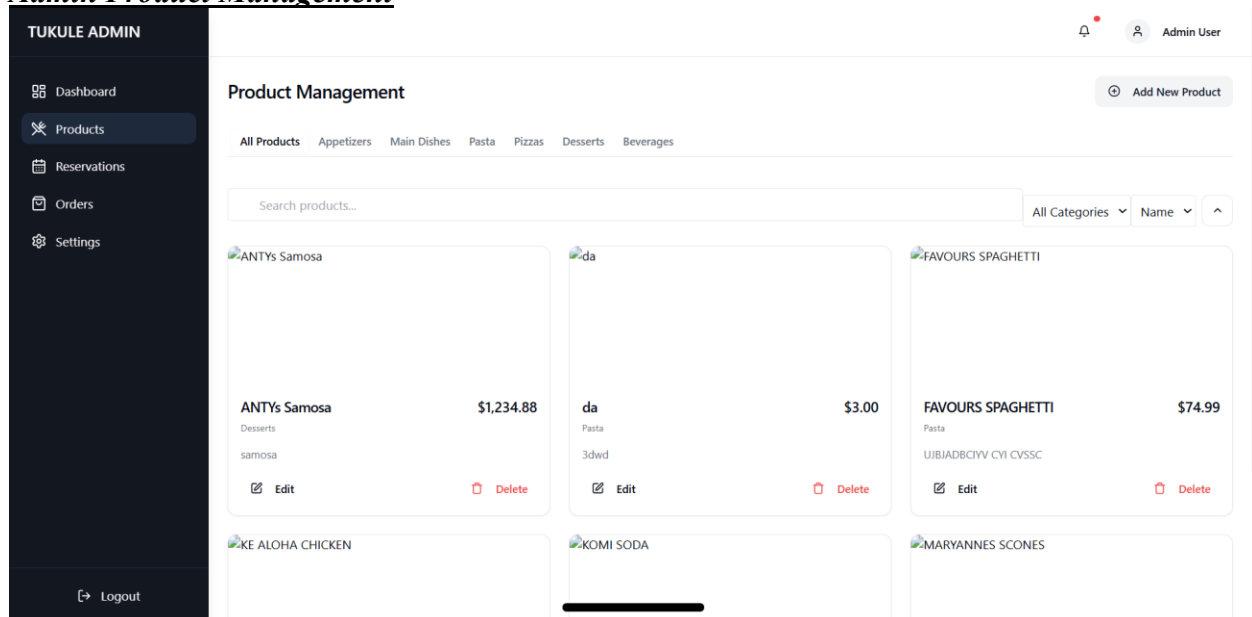 Admin Product Management
TUKULE ADMIN
Admin User
Dashboard
Products
Reservations
Orders
Settings
Logout
Product Management
Add New Product
All Products Appetizers Main Dishes Pasta Pizzas Desserts Beverages
Search products...
All Categories Name
ANTYs Samosa
ANTYs Samosa $1,234.88
Desserts
samosa
Edit Delete
da
da $3.00
Pasta
3dwd
Edit Delete
FAVOURS SPAGHETTI
FAVOURS SPAGHETTI $74.99
Pasta
UJBJADBCIYV CYI CVSSC
Edit Delete
KE ALOHA CHICKEN
KOMI SODA
MARYANNES SCONES